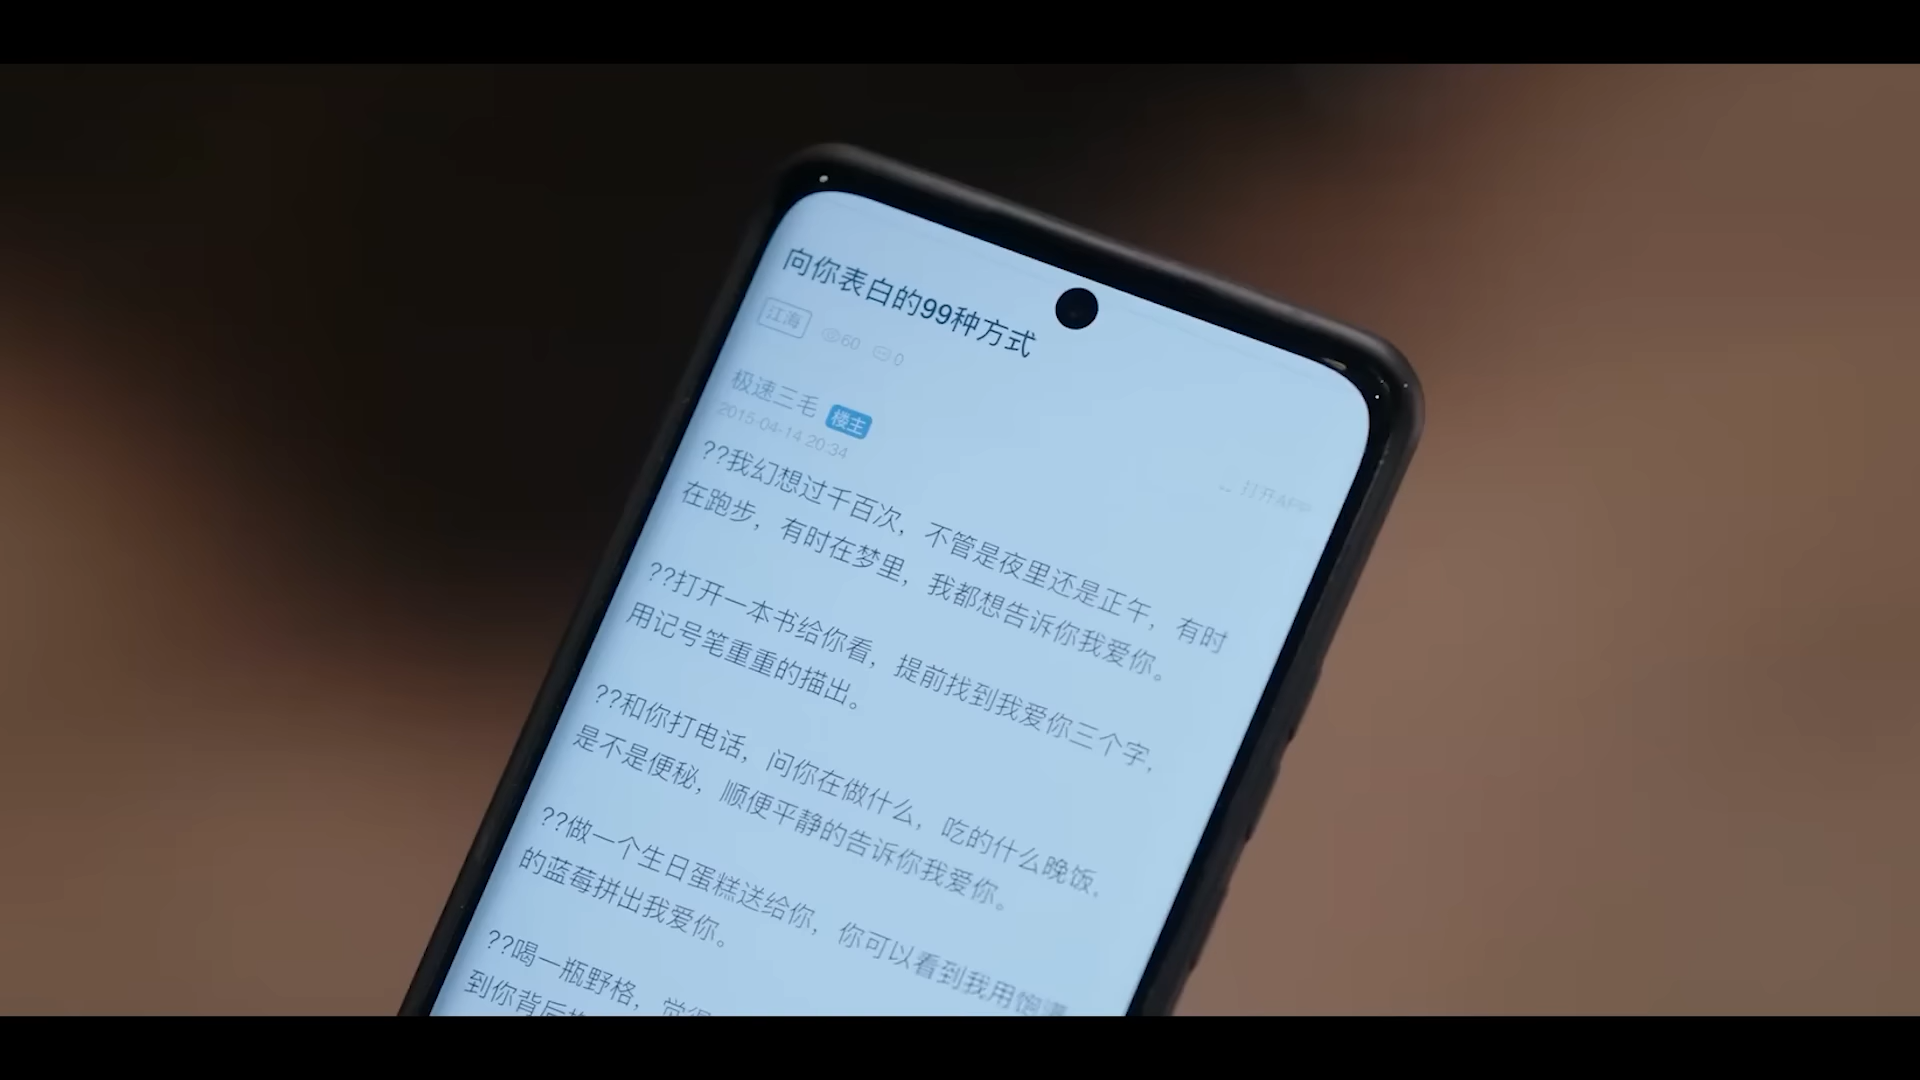 向你表白的99种方式
江海 60 0
极速三毛 楼主
2015-04-14 20:34
打开APP
??我幻想过千百次，不管是夜里还是正午，有时
在跑步，有时在梦里，我都想告诉你我爱你。
??打开一本书给你看，提前找到我爱你三个字，
用记号笔重重的描出。
??和你打电话，问你在做什么，吃的什么晚饭，
是不是便秘，顺便平静的告诉你我爱你。
??做一个生日蛋糕送给你，你可以看到我用饱满
的蓝莓拼出我爱你。
??喝一瓶野格，觉得
到你背后